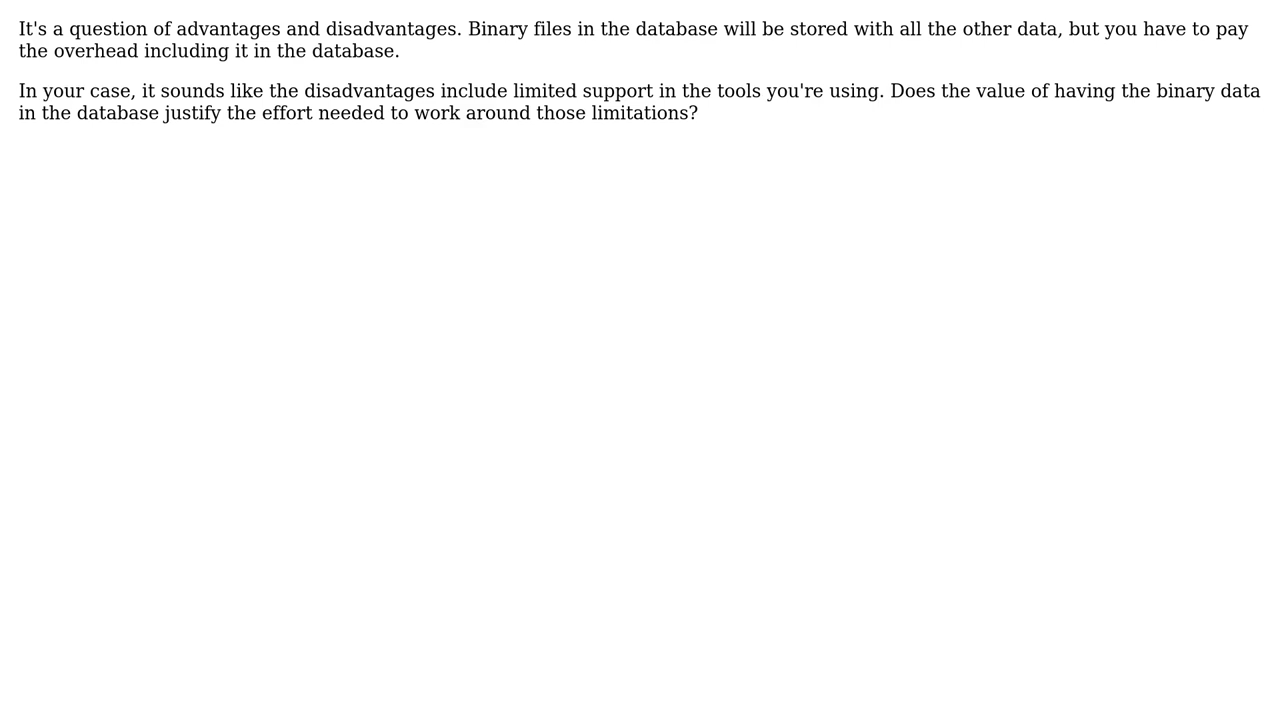 It's a question of advantages and disadvantages. Binary files in the database will be stored with all the other data, but you have to pay
the overhead including it in the database.
In your case, it sounds like the disadvantages include limited support in the tools you're using. Does the value of having the binary data
in the database justify the effort needed to work around those limitations?